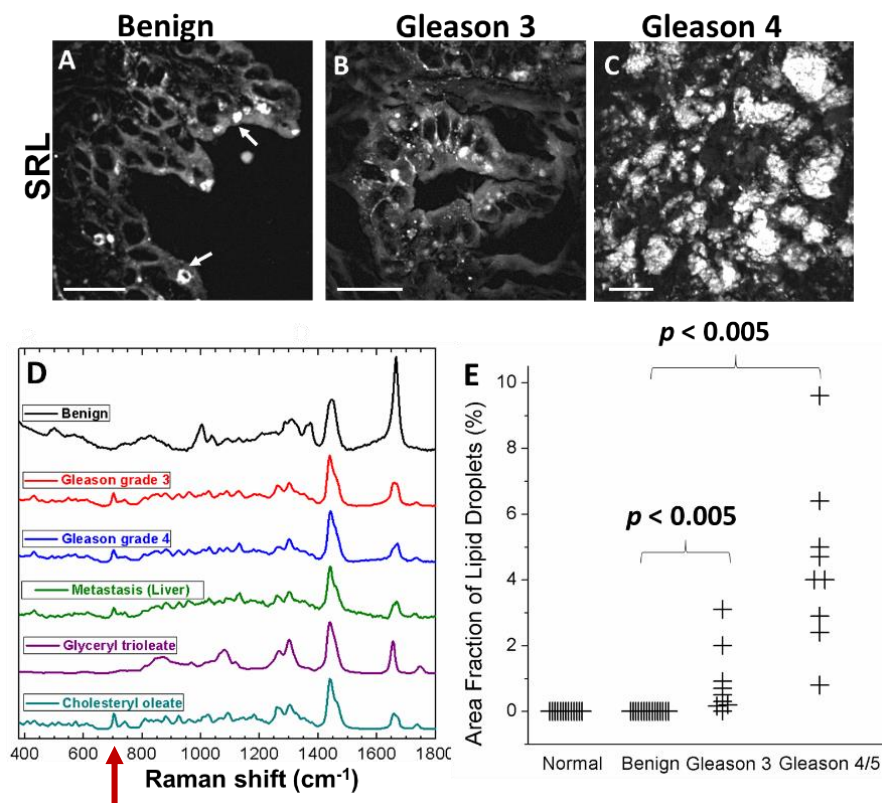 Benign Gleason 3 Gleason 4
A B C
SRL
D
Benign
Gleason grade 3
Gleason grade 4
Metastasis (Liver)
Glyceryl trioleate
Cholesteryl oleate
400 600 800 1000 1200 1400 1600 1800
Raman shift (cm⁻¹)
E
p < 0.005
p < 0.005
Area Fraction of Lipid Droplets (%)
10
8
6
4
2
0
Normal Benign Gleason 3 Gleason 4/5